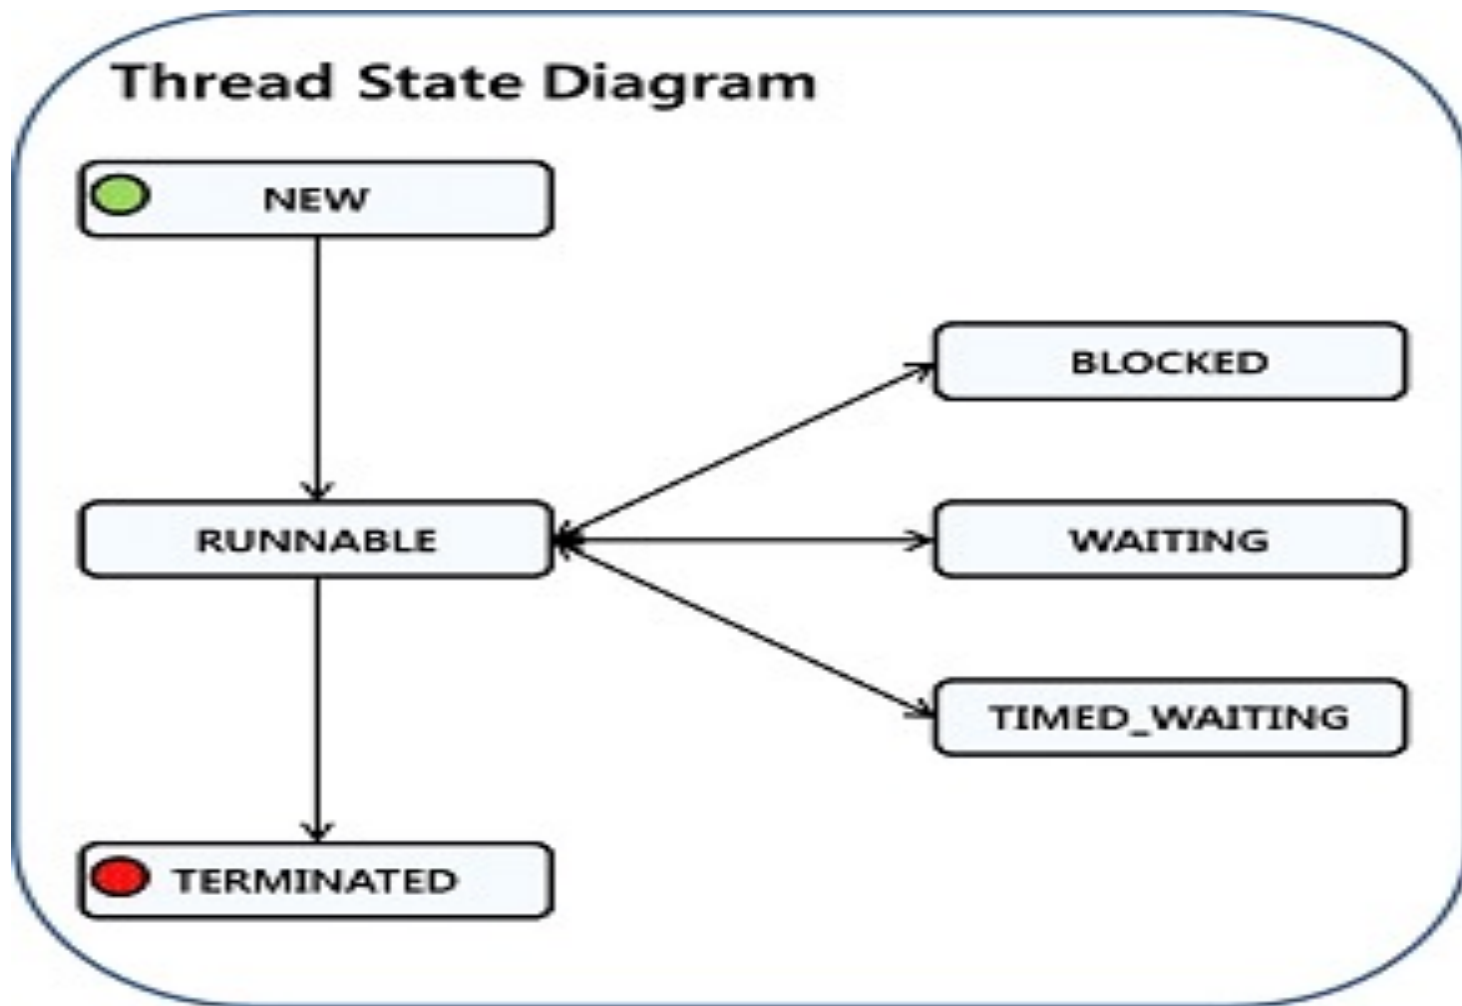 Thread State Diagram
NEW
BLOCKED
RUNNABLE
WAITING
TIMED_WAITING
TERMINATED